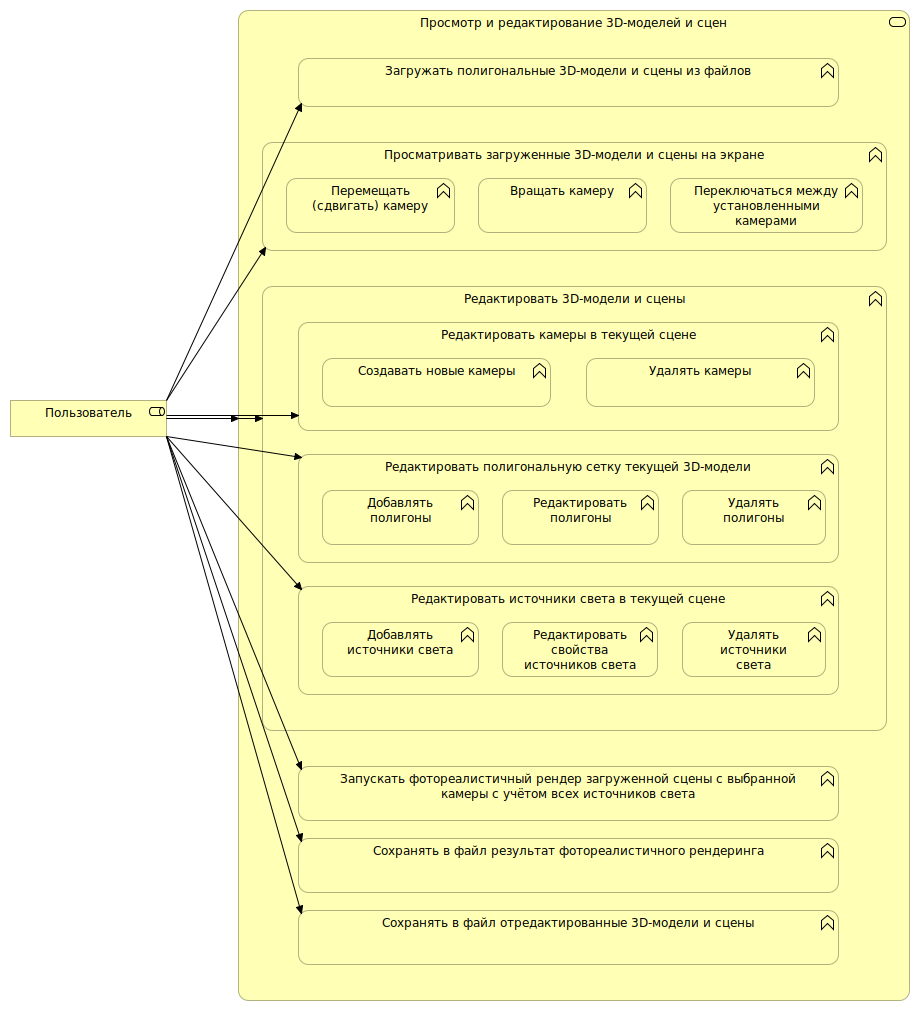 Просмотр и редактирование 3D-моделей и сцен
Загружать полигональные 3D-модели и сцены из файлов
Просматривать загруженные 3D-модели и сцены на экране
Перемещать
(сдвигать) камеру
Вращать камеру
Переключаться между
установленными
камерами
Редактировать 3D-модели и сцены
Редактировать камеры в текущей сцене
Создавать новые камеры
Удалять камеры
Пользователь
Редактировать полигональную сетку текущей 3D-модели
Добавлять
полигоны
Редактировать
полигоны
Удалять
полигоны
Редактировать источники света в текущей сцене
Добавлять
источники света
Редактировать
свойства
источников света
Удалять
источники
света
Запускать фотореалистичный рендер загруженной сцены с выбранной
камеры с учётом всех источников света
Сохранять в файл результат фотореалистичного рендеринга
Сохранять в файл отредактированные 3D-модели и сцены